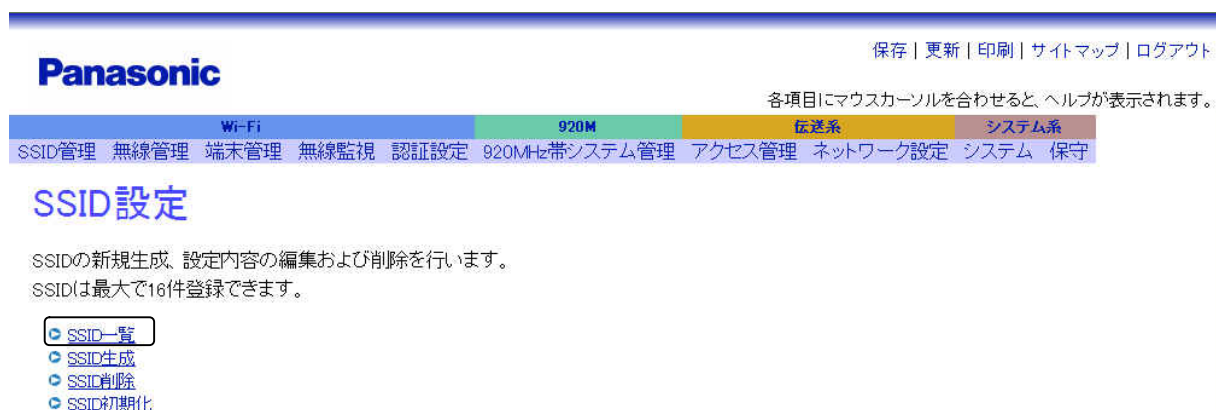 保存 | 更新 | 印刷 | サイトマップ | ログアウト
Panasonic
各項目にマウスカーソルを合わせると、ヘルプが表示されます。
Wi-Fi 920M 伝送系 システム系
SSID管理 無線管理 端末管理 無線監視 認証設定 920MHz帯システム管理 アクセス管理 ネットワーク設定 システム 保守
SSID設定
SSIDの新規生成、設定内容の編集および削除を行います。
SSIDは最大で16件登録できます。
SSID一覧
SSID生成
SSID削除
SSID初期化